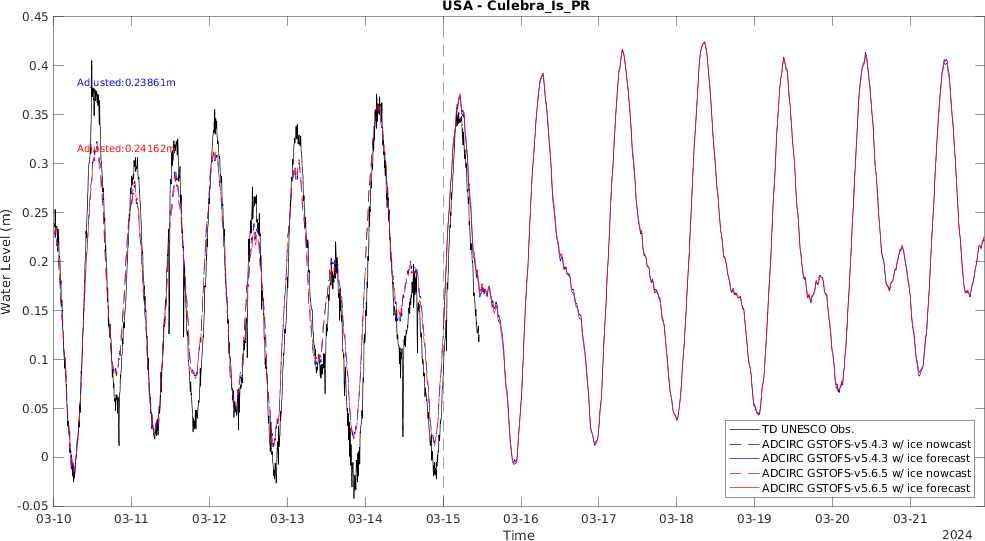 USA - Culebra_Is_PR
0.45
0.4
0.35
0.3
0.25
0.2
0.15
0.1
0.05
0
-0.05
Water Level (m)
Adjusted:0.23861m
Adjusted:0.24162m
TD UNESCO Obs.
ADCIRC GSTOFS-v5.4.3 w/ ice nowcast
ADCIRC GSTOFS-v5.4.3 w/ ice forecast
ADCIRC GSTOFS-v5.6.5 w/ ice nowcast
ADCIRC GSTOFS-v5.6.5 w/ ice forecast
03-10 03-11 03-12 03-13 03-14 03-15 03-16 03-17 03-18 03-19 03-20 03-21
Time
2024